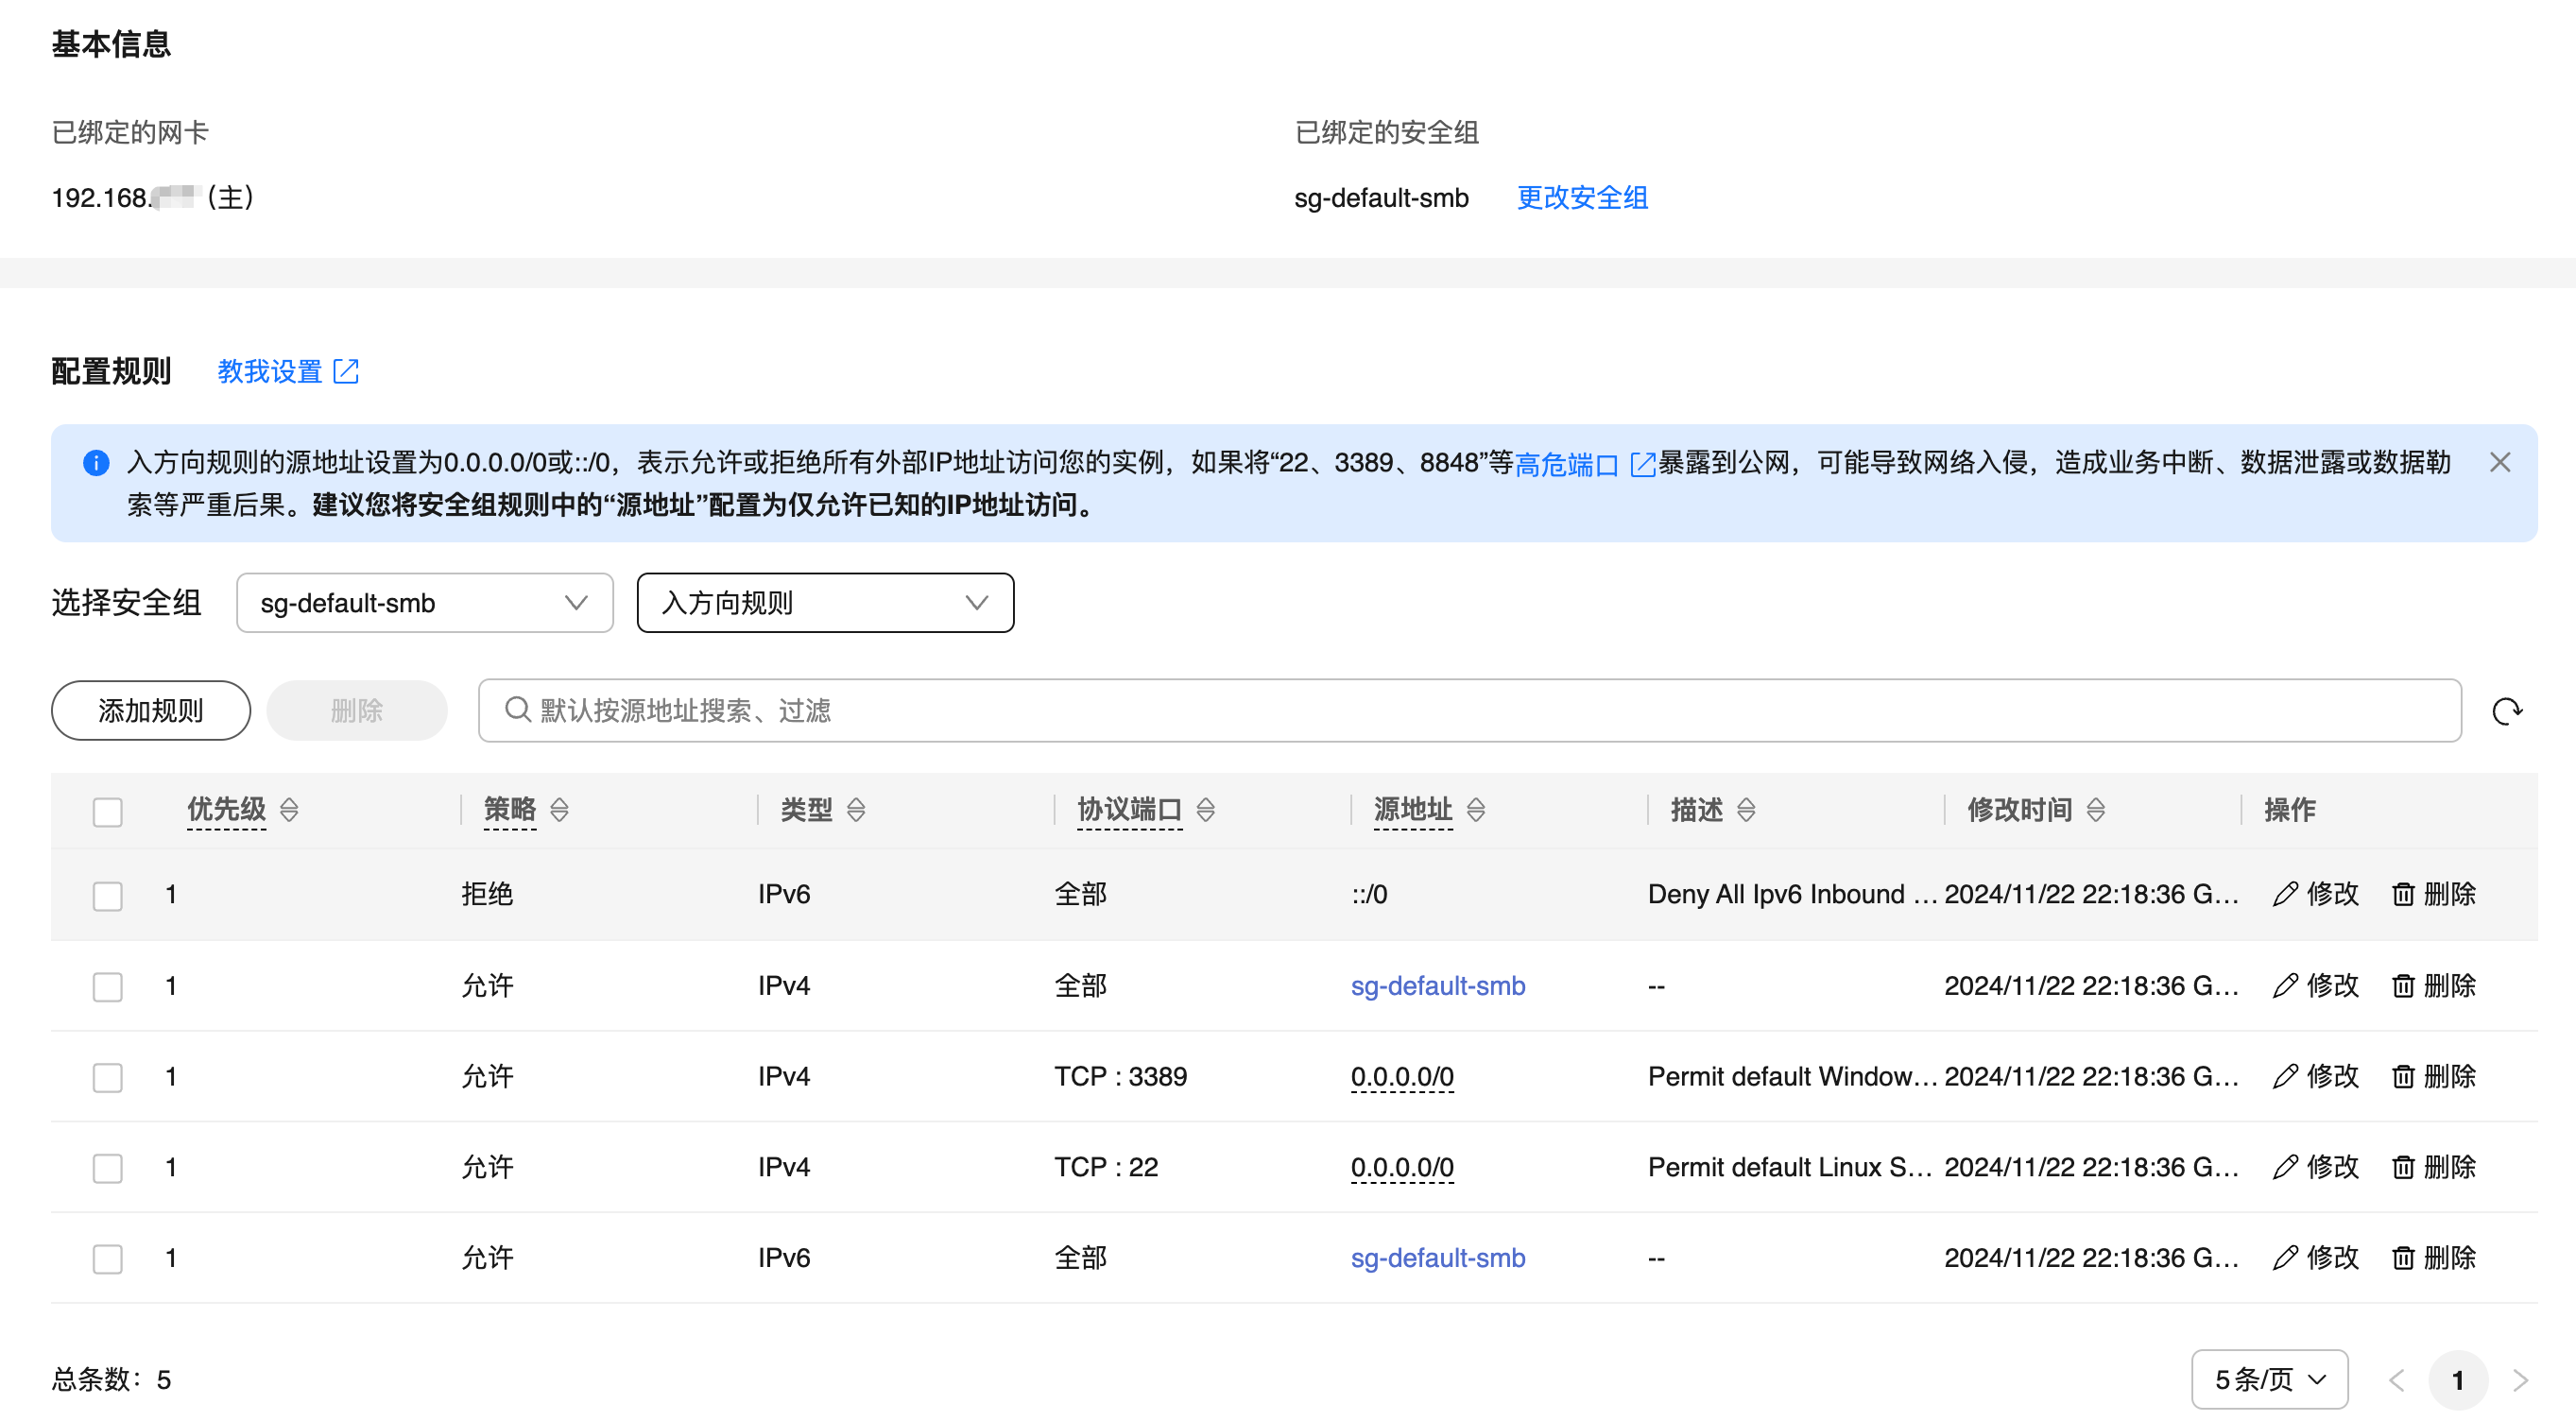 基本信息
已绑定的网卡 已绑定的安全组
192.168. (主) sg-default-smb 更改安全组
配置规则 教我设置
入方向规则的源地址设置为0.0.0.0/0或::/0，表示允许或拒绝所有外部IP地址访问您的实例，如果将“22、3389、8848”等高危端口暴露到公网，可能导致网络入侵，造成业务中断、数据泄露或数据勒
索等严重后果。建议您将安全组规则中的“源地址”配置为仅允许已知的IP地址访问。
选择安全组 sg-default-smb 入方向规则
添加规则 删除 默认按源地址搜索、过滤
优先级 策略 类型 协议端口 源地址 描述 修改时间 操作
1 拒绝 IPv6 全部 ::/0 Deny All Ipv6 Inbound ... 2024/11/22 22:18:36 G... 修改 删除
1 允许 IPv4 全部 sg-default-smb -- 2024/11/22 22:18:36 G... 修改 删除
1 允许 IPv4 TCP : 3389 0.0.0.0/0 Permit default Window... 2024/11/22 22:18:36 G... 修改 删除
1 允许 IPv4 TCP : 22 0.0.0.0/0 Permit default Linux S... 2024/11/22 22:18:36 G... 修改 删除
1 允许 IPv6 全部 sg-default-smb -- 2024/11/22 22:18:36 G... 修改 删除
总条数：5 5条/页 1